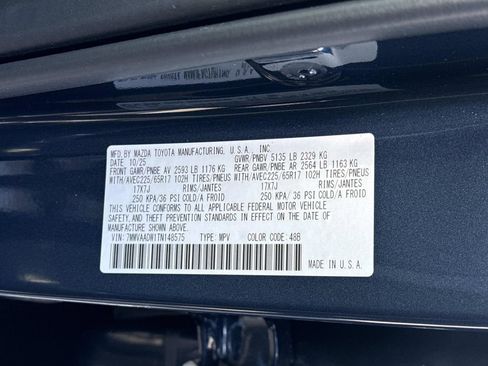 MFD. BY MAZDA TOYOTA MANUFACTURING, U.S.A., INC.
DATE: 10/25 GVWR/PNBV 5135 LB 2329 KG
FRONT GAWR/PNBE AV 2593 LB 1176 KG REAR GAWR/PNBE AR 2564 LB 1163 KG
WITH/AVEC225/65R17 102H TIRES/PNEUS WITH/AVEC225/65R17 102H TIRES/PNEUS
17X7J RIMS/JANTES 17X7J RIMS/JANTES
250 KPA/ 36 PSI COLD/A FROID 250 KPA/ 36 PSI COLD/A FROID
THIS VEHICLE CONFORMS TO ALL APPLICABLE FEDERAL MOTOR VEHICLE
SAFETY, AND THEFT PREVENTION STANDARDS IN EFFECT ON THE DATE OF
MANUFACTURE SHOWN ABOVE.
VIN: 7MMVAADW1TN148575 TYPE: MPV COLOR CODE: 48B
MADE IN U.S.A.